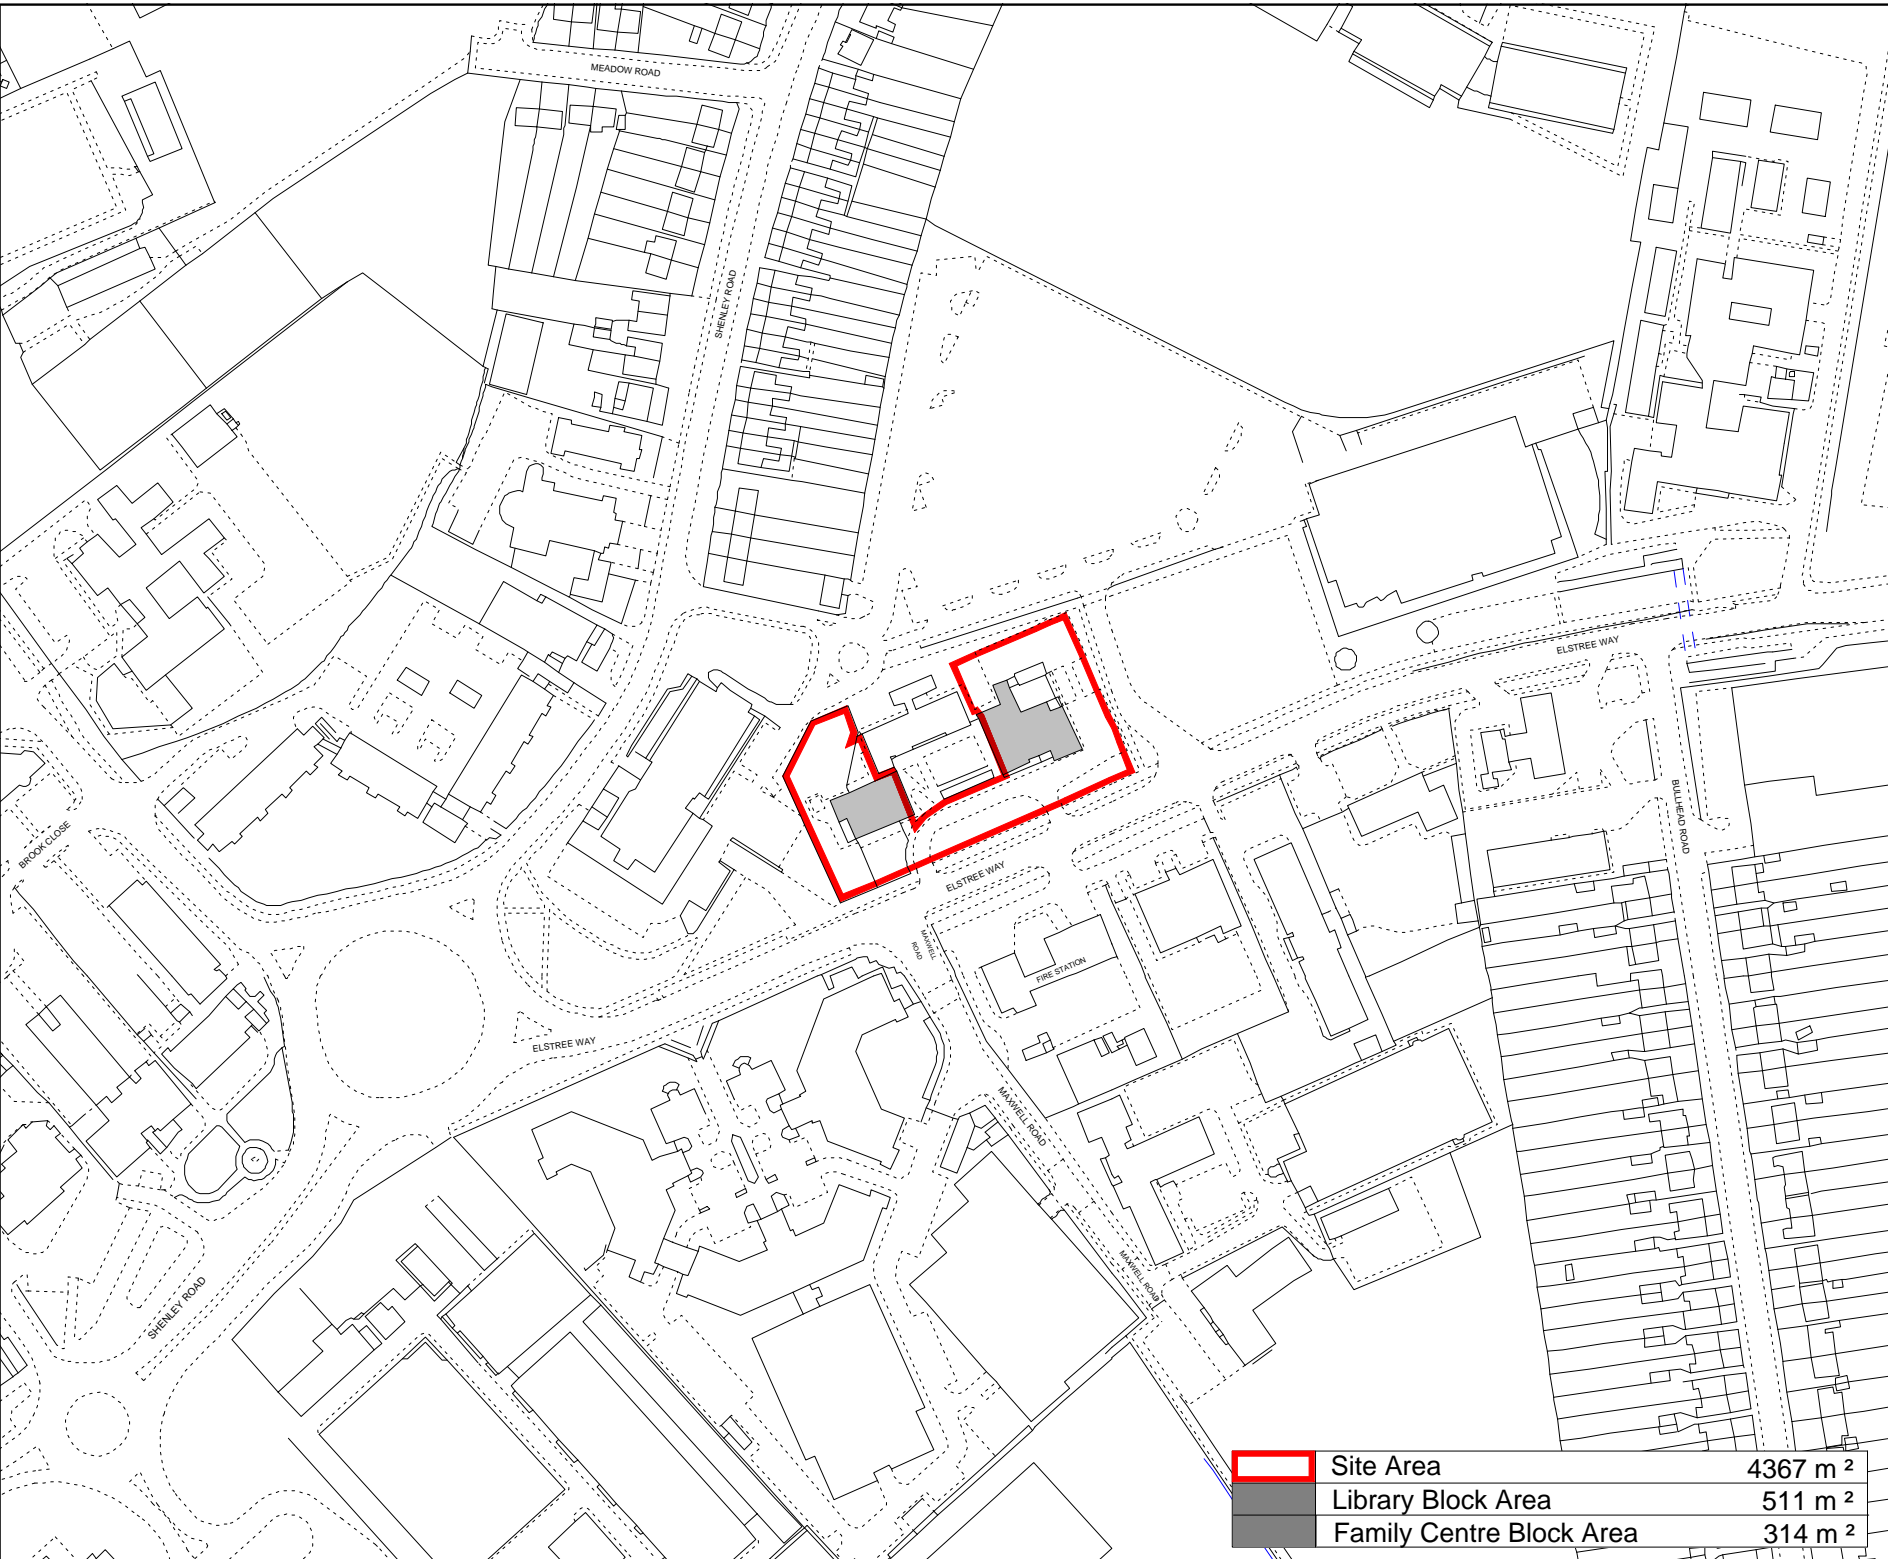 MEADOW ROAD
SHENLEY ROAD
ELSTREE WAY
BULLHEAD ROAD
BROOK CLOSE
ELSTREE WAY
MAXWELL
ROAD
FIRE STATION
ELSTREE WAY
MAXWELL ROAD
MAXWELL ROAD
SHENLEY ROAD
Site Area 4367 m ²
Library Block Area 511 m ²
Family Centre Block Area 314 m ²